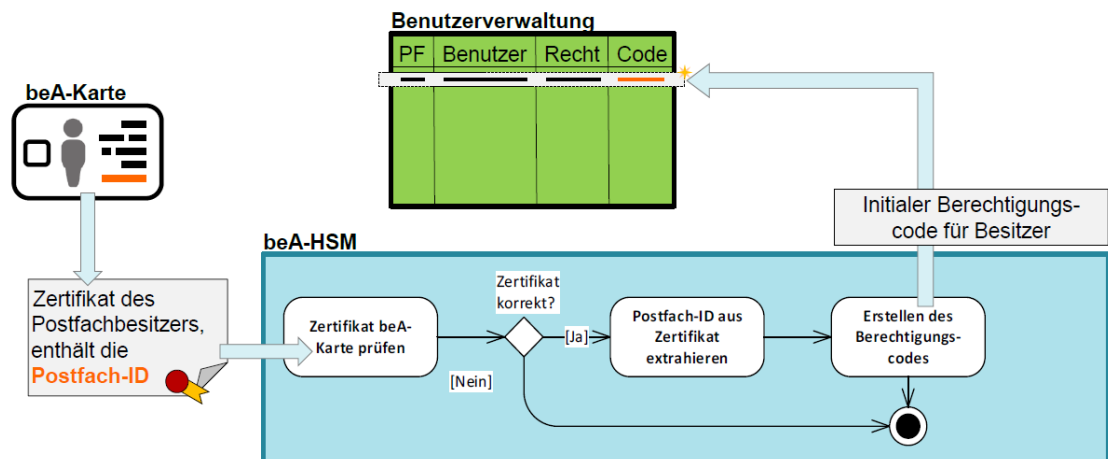 Benutzerverwaltung
PF Benutzer Recht Code
beA-Karte
Initialer Berechtigungs-
code für Besitzer
beA-HSM
Zertifikat des
Postfachbesitzers,
enthält die
Postfach-ID
Zertifikat beA-
Karte prüfen
Zertifikat
korrekt?
[Ja]
[Nein]
Postfach-ID aus
Zertifikat
extrahieren
Erstellen des
Berechtigungs-
codes